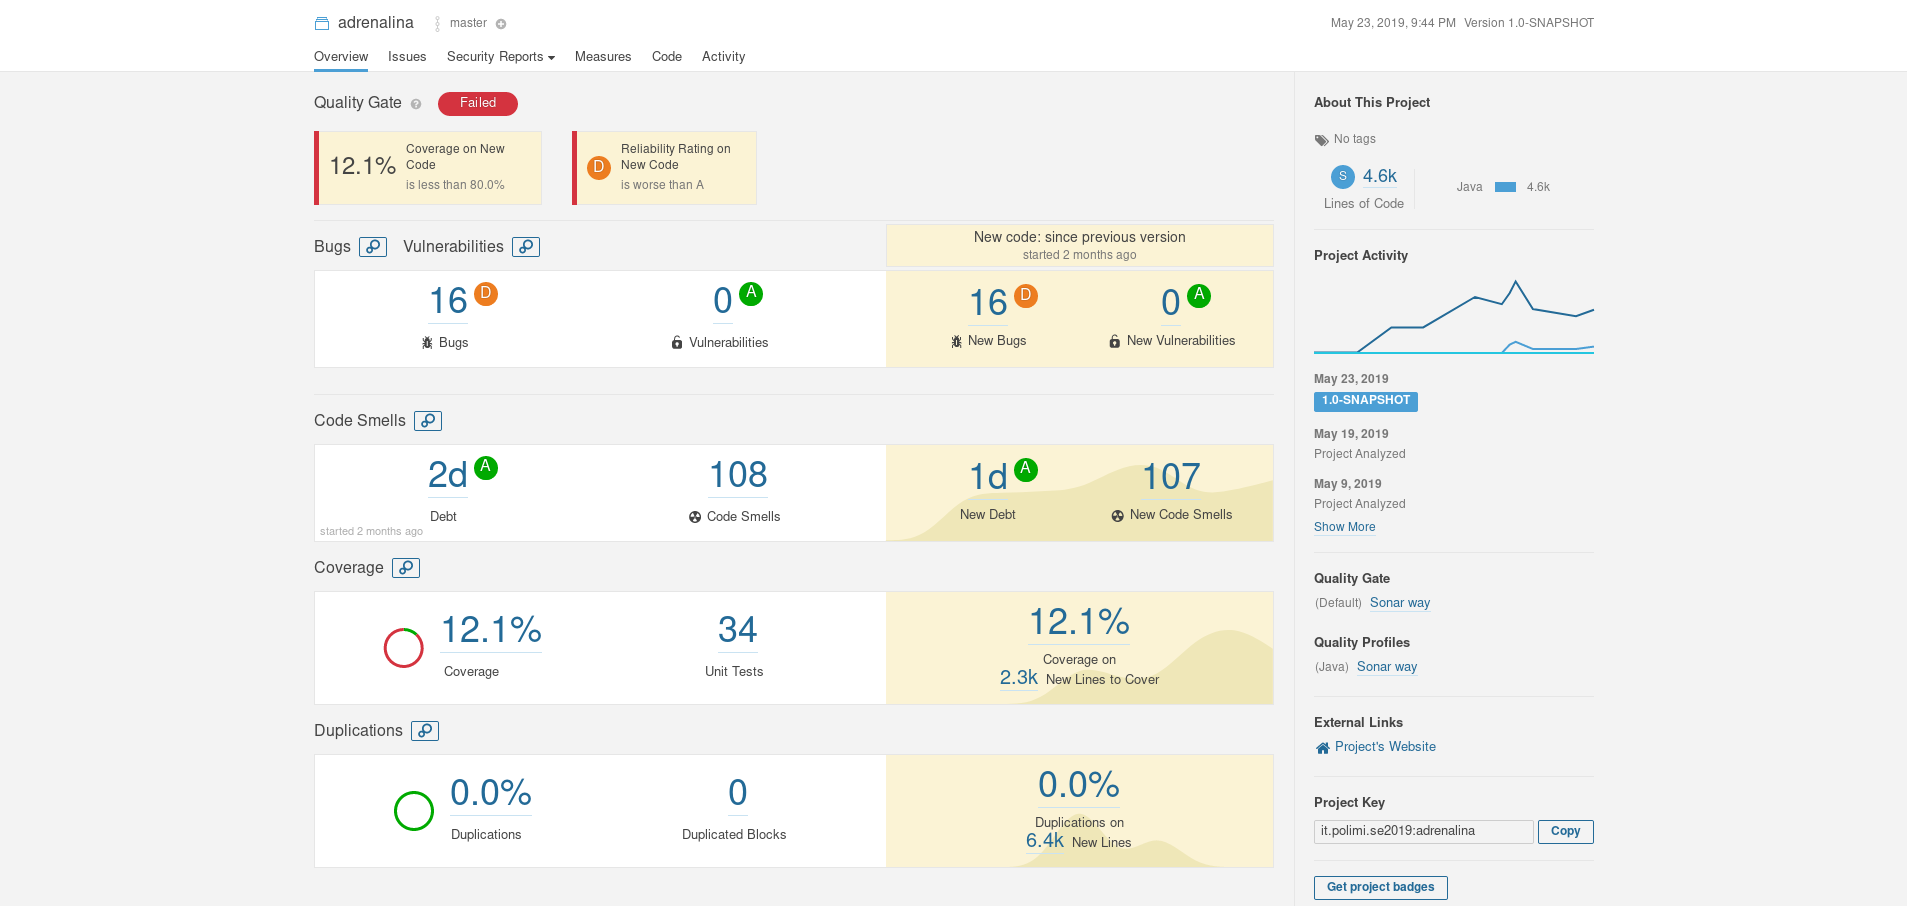 adrenalina master
May 23, 2019, 9:44 PM Version 1.0-SNAPSHOT
Overview Issues Security Reports Measures Code Activity
Quality Gate ? Failed
12.1%
Coverage on New
Code
is less than 80.0%
D
Reliability Rating on
New Code
is worse than A
Bugs Vulnerabilities
New code: since previous version
started 2 months ago
16 D
Bugs
0 A
Vulnerabilities
16 D
New Bugs
0 A
New Vulnerabilities
Code Smells
2d A
Debt
started 2 months ago
108
Code Smells
1d A
New Debt
107
New Code Smells
Coverage
12.1%
Coverage
34
Unit Tests
12.1%
Coverage on
2.3k New Lines to Cover
Duplications
0.0%
Duplications
0
Duplicated Blocks
0.0%
Duplications on
6.4k New Lines
About This Project
No tags
S 4.6k
Lines of Code
Java 4.6k
Project Activity
May 23, 2019
1.0-SNAPSHOT
May 19, 2019
Project Analyzed
May 9, 2019
Project Analyzed
Show More
Quality Gate
(Default) Sonar way
Quality Profiles
(Java) Sonar way
External Links
Project's Website
Project Key
it.polimi.se2019:adrenalina Copy
Get project badges